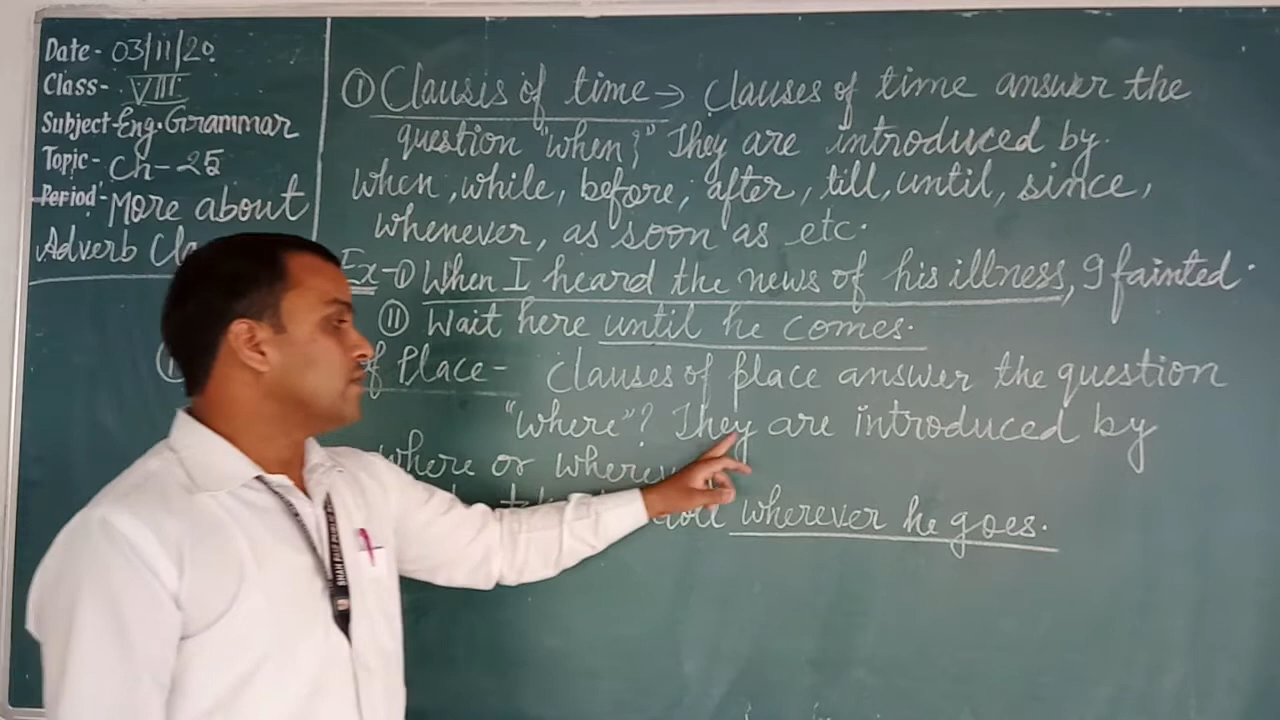 Date- 03/11/20
Class- VIII
Subject-Eng.Grammar
Topic- Ch-25
Period- More about
Adverb
① Clauses of time → Clauses of time answer the
question "when?" They are introduced by.
when, while, before, after, till, until, since,
whenever, as soon as etc.
Ex-① When I heard the news of his illness, I fainted.
② Wait here until he comes.
of Place- Clauses of place answer the question
"where"? They are introduced by
where or
wherever he goes.